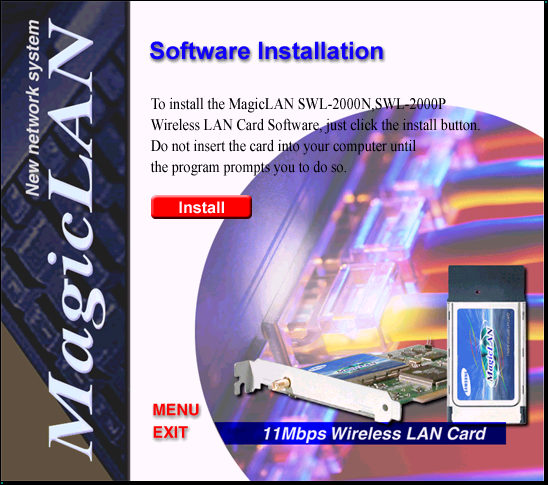 New network system
MagicLAN
Software Installation
To install the MagicLAN SWL-2000N,SWL-2000P
Wireless LAN Card Software, just click the install button.
Do not insert the card into your computer until
the program prompts you to do so.
Install
MagicLAN
SAMSUNG
MENU
EXIT
11Mbps Wireless LAN Card